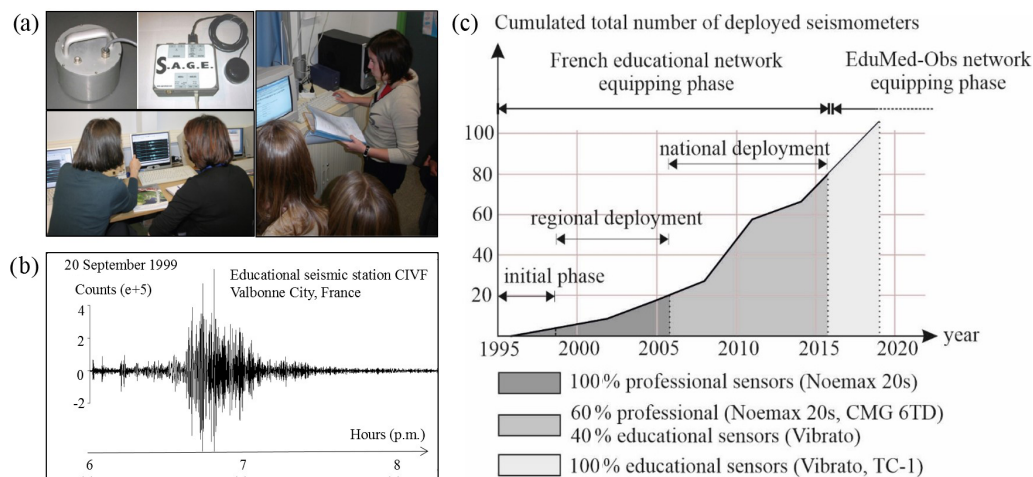 (a)
S.A.G.E.
(b)
20 September 1999
Counts (e+5)
Educational seismic station CIVF
Valbonne City, France
4
2
0
-2
Hours (p.m.)
6 7 8
(c) Cumulated total number of deployed seismometers
French educational network
equipping phase
EduMed-Obs network
equipping phase
100
80
60
40
20
national deployment
regional deployment
initial phase
1995 2000 2005 2010 2015 2020 year
100% professional sensors (Noemax 20s)
60% professional (Noemax 20s, CMG 6TD)
40% educational sensors (Vibrato)
100% educational sensors (Vibrato, TC-1)